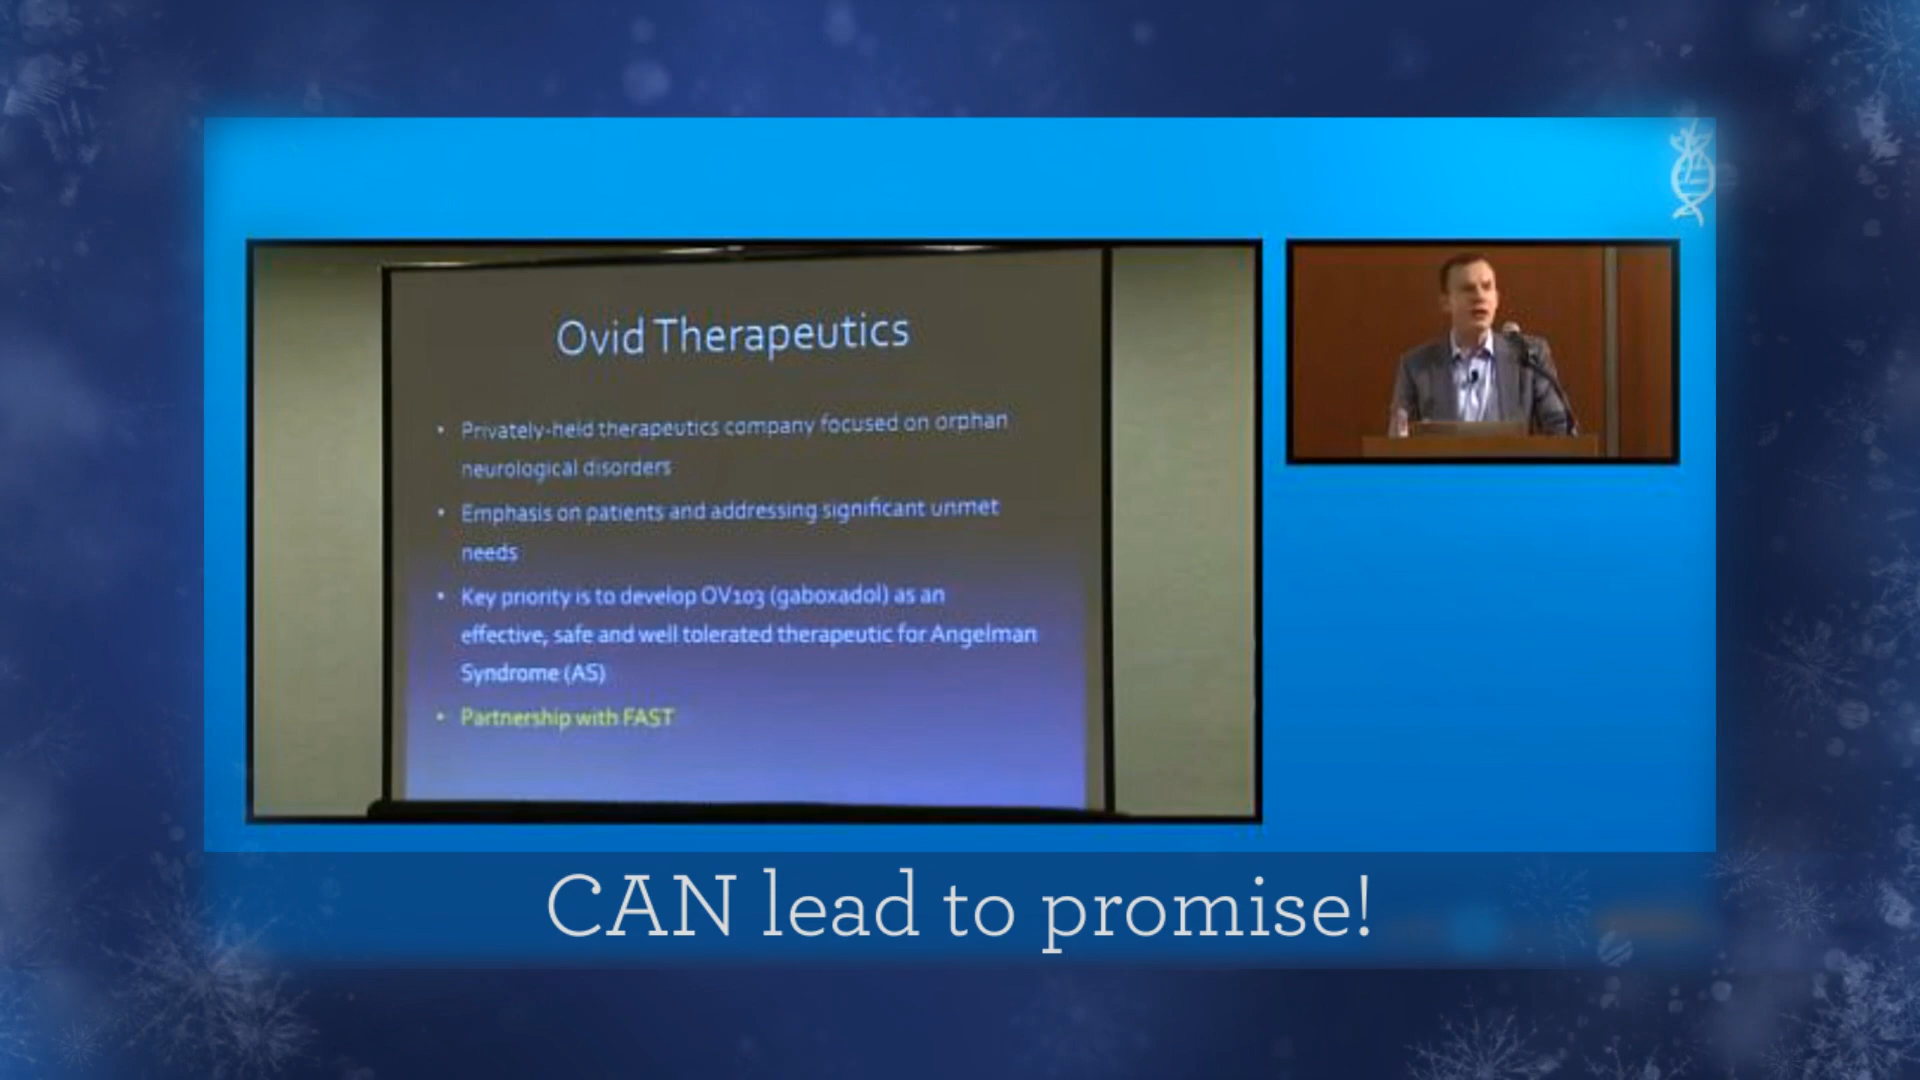 Ovid Therapeutics
• Privately-held therapeutics company focused on orphan
neurological disorders
• Emphasis on patients and addressing significant unmet
needs
• Key priority is to develop OV103 (gaboxadol) as an
effective, safe and well tolerated therapeutic for Angelman
Syndrome (AS)
• Partnership with FAST
CAN lead to promise!